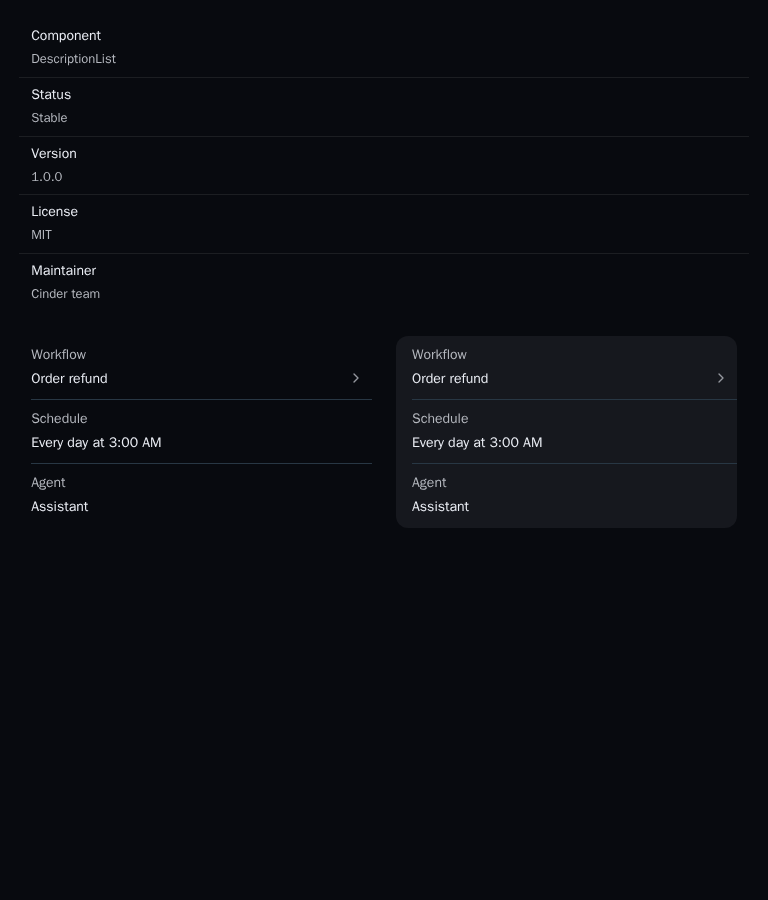 Component
DescriptionList
Status
Stable
Version
1.0.0
License
MIT
Maintainer
Cinder team
Workflow
Order refund
Schedule
Every day at 3:00 AM
Agent
Assistant
Workflow
Order refund
Schedule
Every day at 3:00 AM
Agent
Assistant